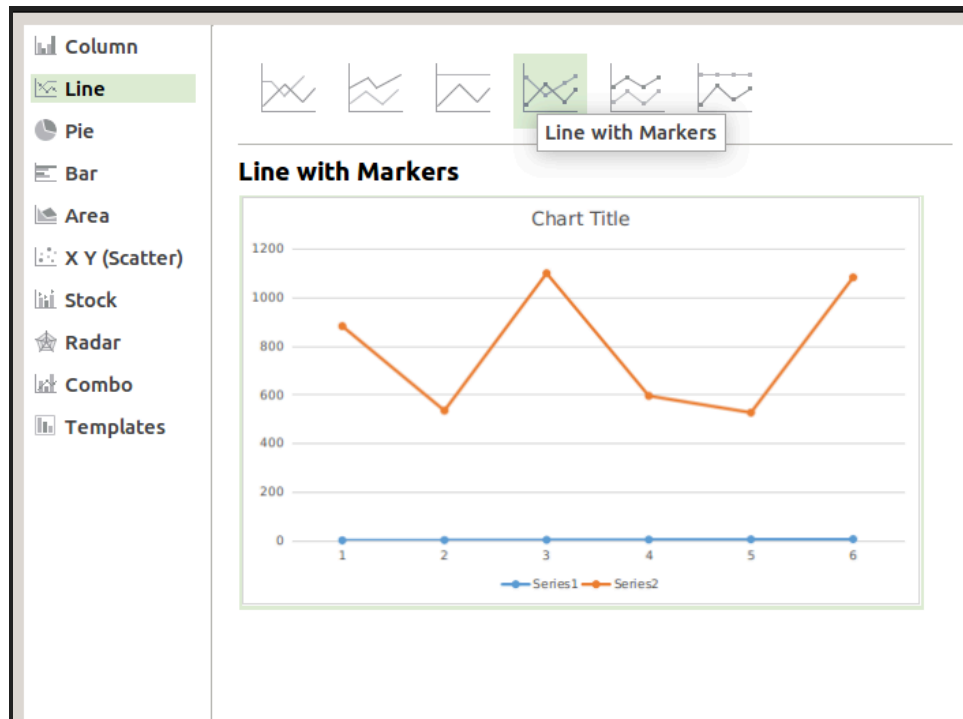 Column
Line
Pie
Bar
Area
X Y (Scatter)
Stock
Radar
Combo
Templates
Line with Markers
Line with Markers
Chart Title
1200
1000
800
600
400
200
0
1 2 3 4 5 6
Series1 Series2